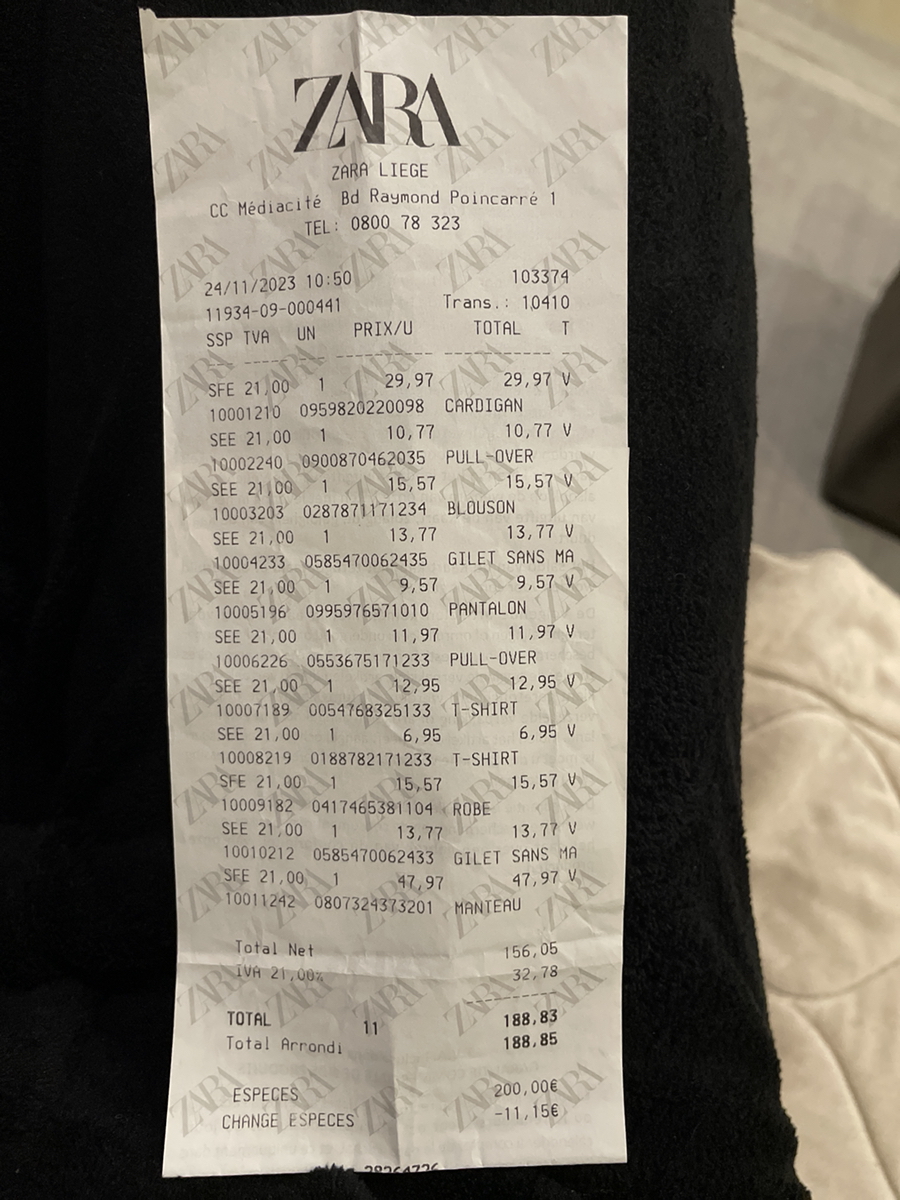 ZARA
ZARA LIEGE
CC Médiacité Bd Raymond Poincarré 1
TEL: 0800 78 323
24/11/2023 10:50 103374
11934-09-000441 Trans.: 10410
SSP TVA UN PRIX/U TOTAL T
SFE 21,00 1 29,97 29,97 V
10001210 0959820220098 CARDIGAN
SEE 21,00 1 10,77 10,77 V
10002240 0900870462035 PULL-OVER
SEE 21,00 1 15,57 15,57 V
10003203 0287871171234 BLOUSON
SEE 21,00 1 13,77 13,77 V
10004233 0585470062435 GILET SANS MA
SEE 21,00 1 9,57 9,57 V
10005196 0995976571010 PANTALON
SEE 21,00 1 11,97 11,97 V
10006226 0553675171233 PULL-OVER
SEE 21,00 1 12,95 12,95 V
10007189 0054768325133 T-SHIRT
SEE 21,00 1 6,95 6,95 V
10008219 0188782171233 T-SHIRT
SFE 21,00 1 15,57 15,57 V
10009182 0417465381104 ROBE
SEE 21,00 1 13,77 13,77 V
10010212 0585470062433 GILET SANS MA
SFE 21,00 1 47,97 47,97 V
10011242 0807324373201 MANTEAU
Total Net 156,05
IVA 21,00% 32,78
TOTAL 11 188,83
Total Arrondi 188,85
ESPECES 200,00€
CHANGE ESPECES -11,15€